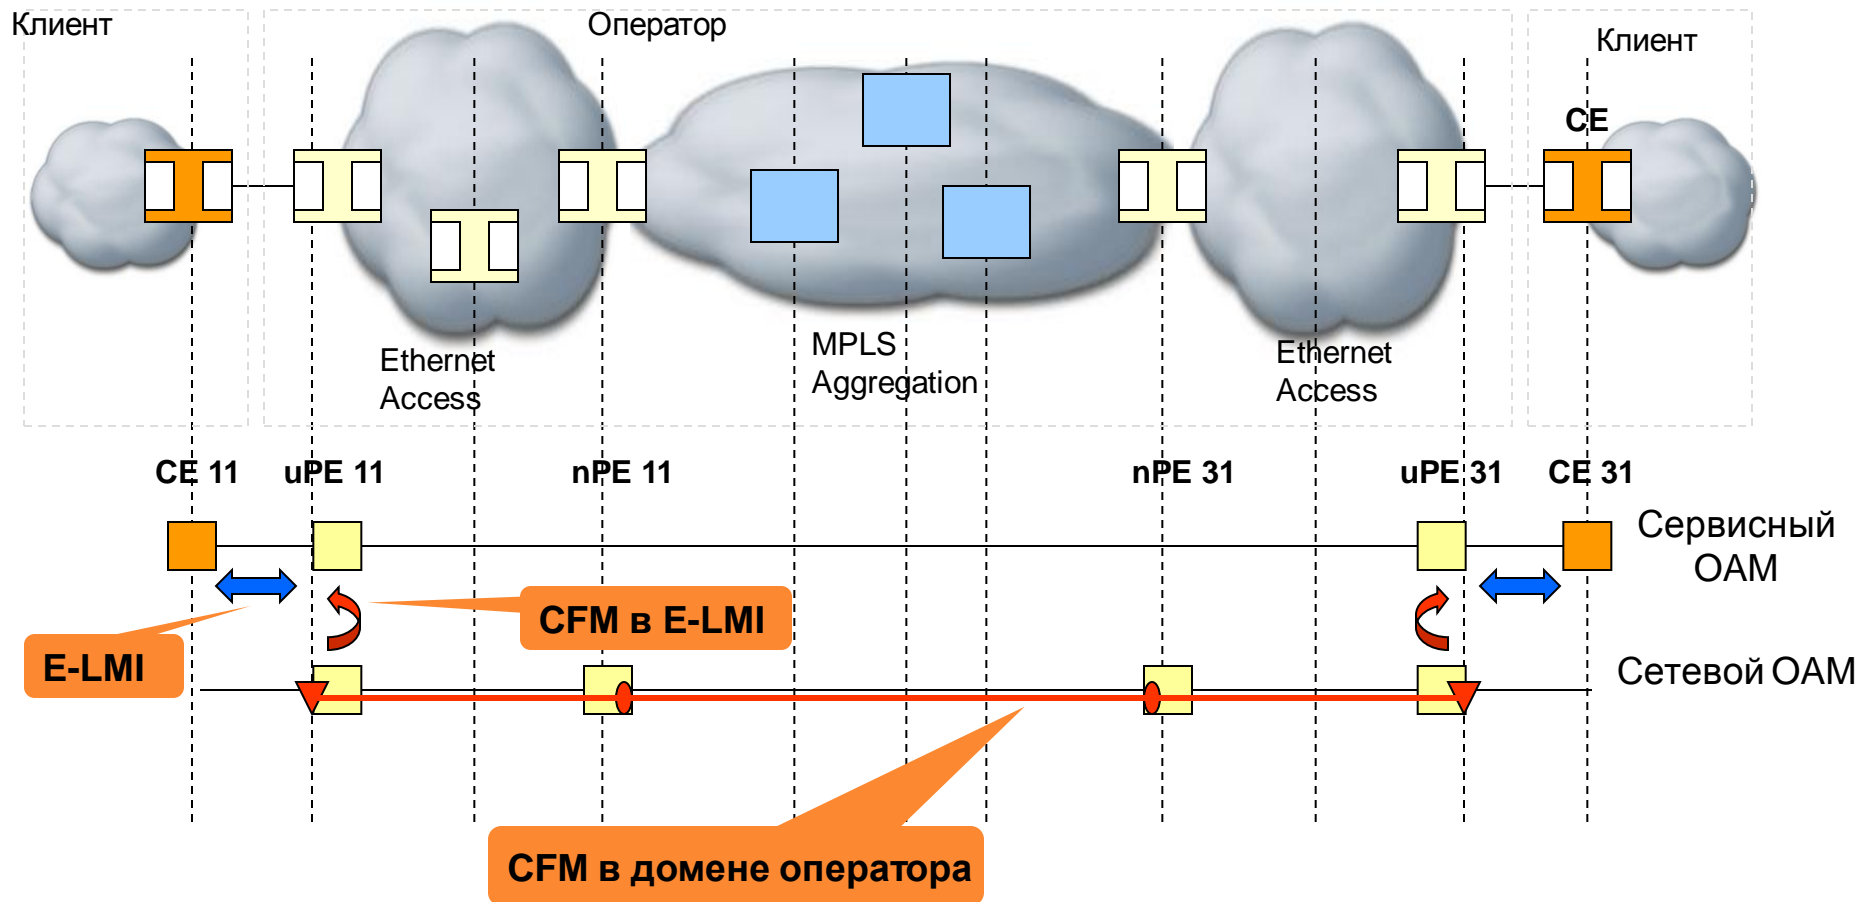 Клиент
Оператор
Клиент
CE
Ethernet
Access
MPLS
Aggregation
Ethernet
Access
CE 11
uPE 11
nPE 11
nPE 31
uPE 31
CE 31
Сервисный
OAM
CFM в E-LMI
E-LMI
Сетевой OAM
CFM в домене оператора